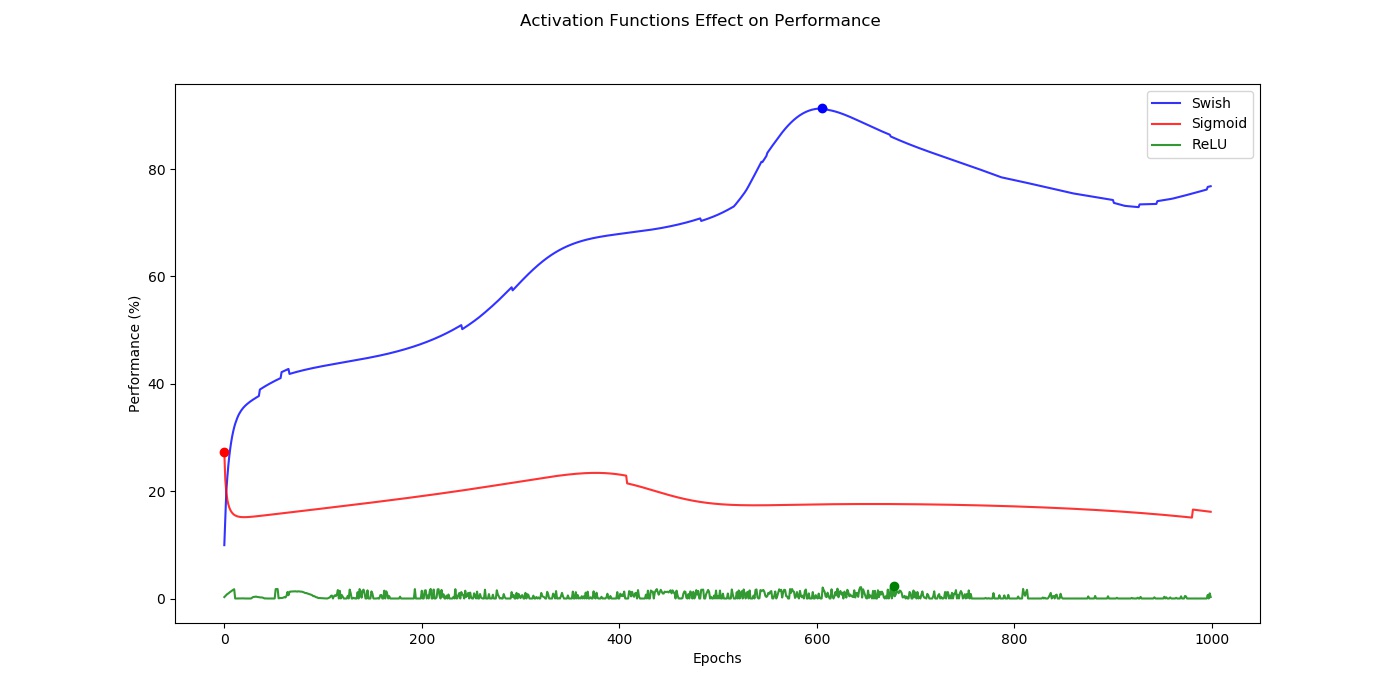 Activation Functions Effect on Performance
Swish
Sigmoid
ReLU
80
60
40
20
0
Performance (%)
0 200 400 600 800 1000
Epochs